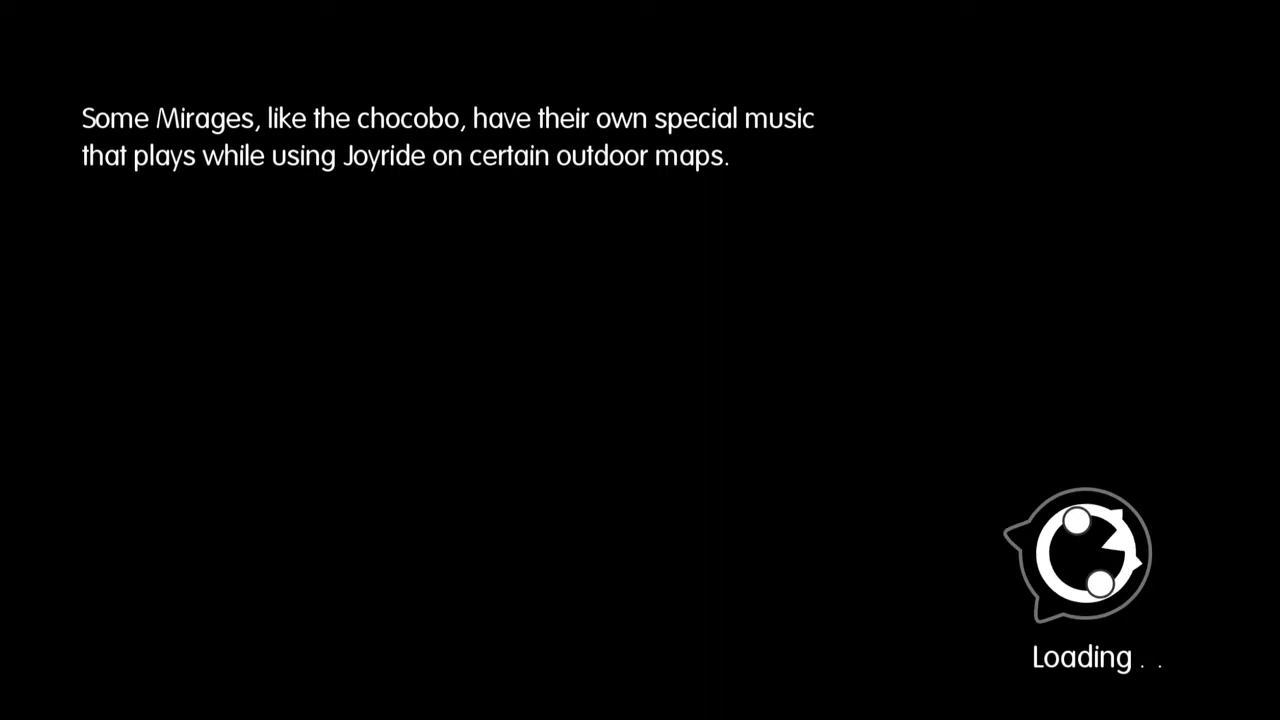 Some Mirages, like the chocobo, have their own special music
that plays while using Joyride on certain outdoor maps.
Loading . .